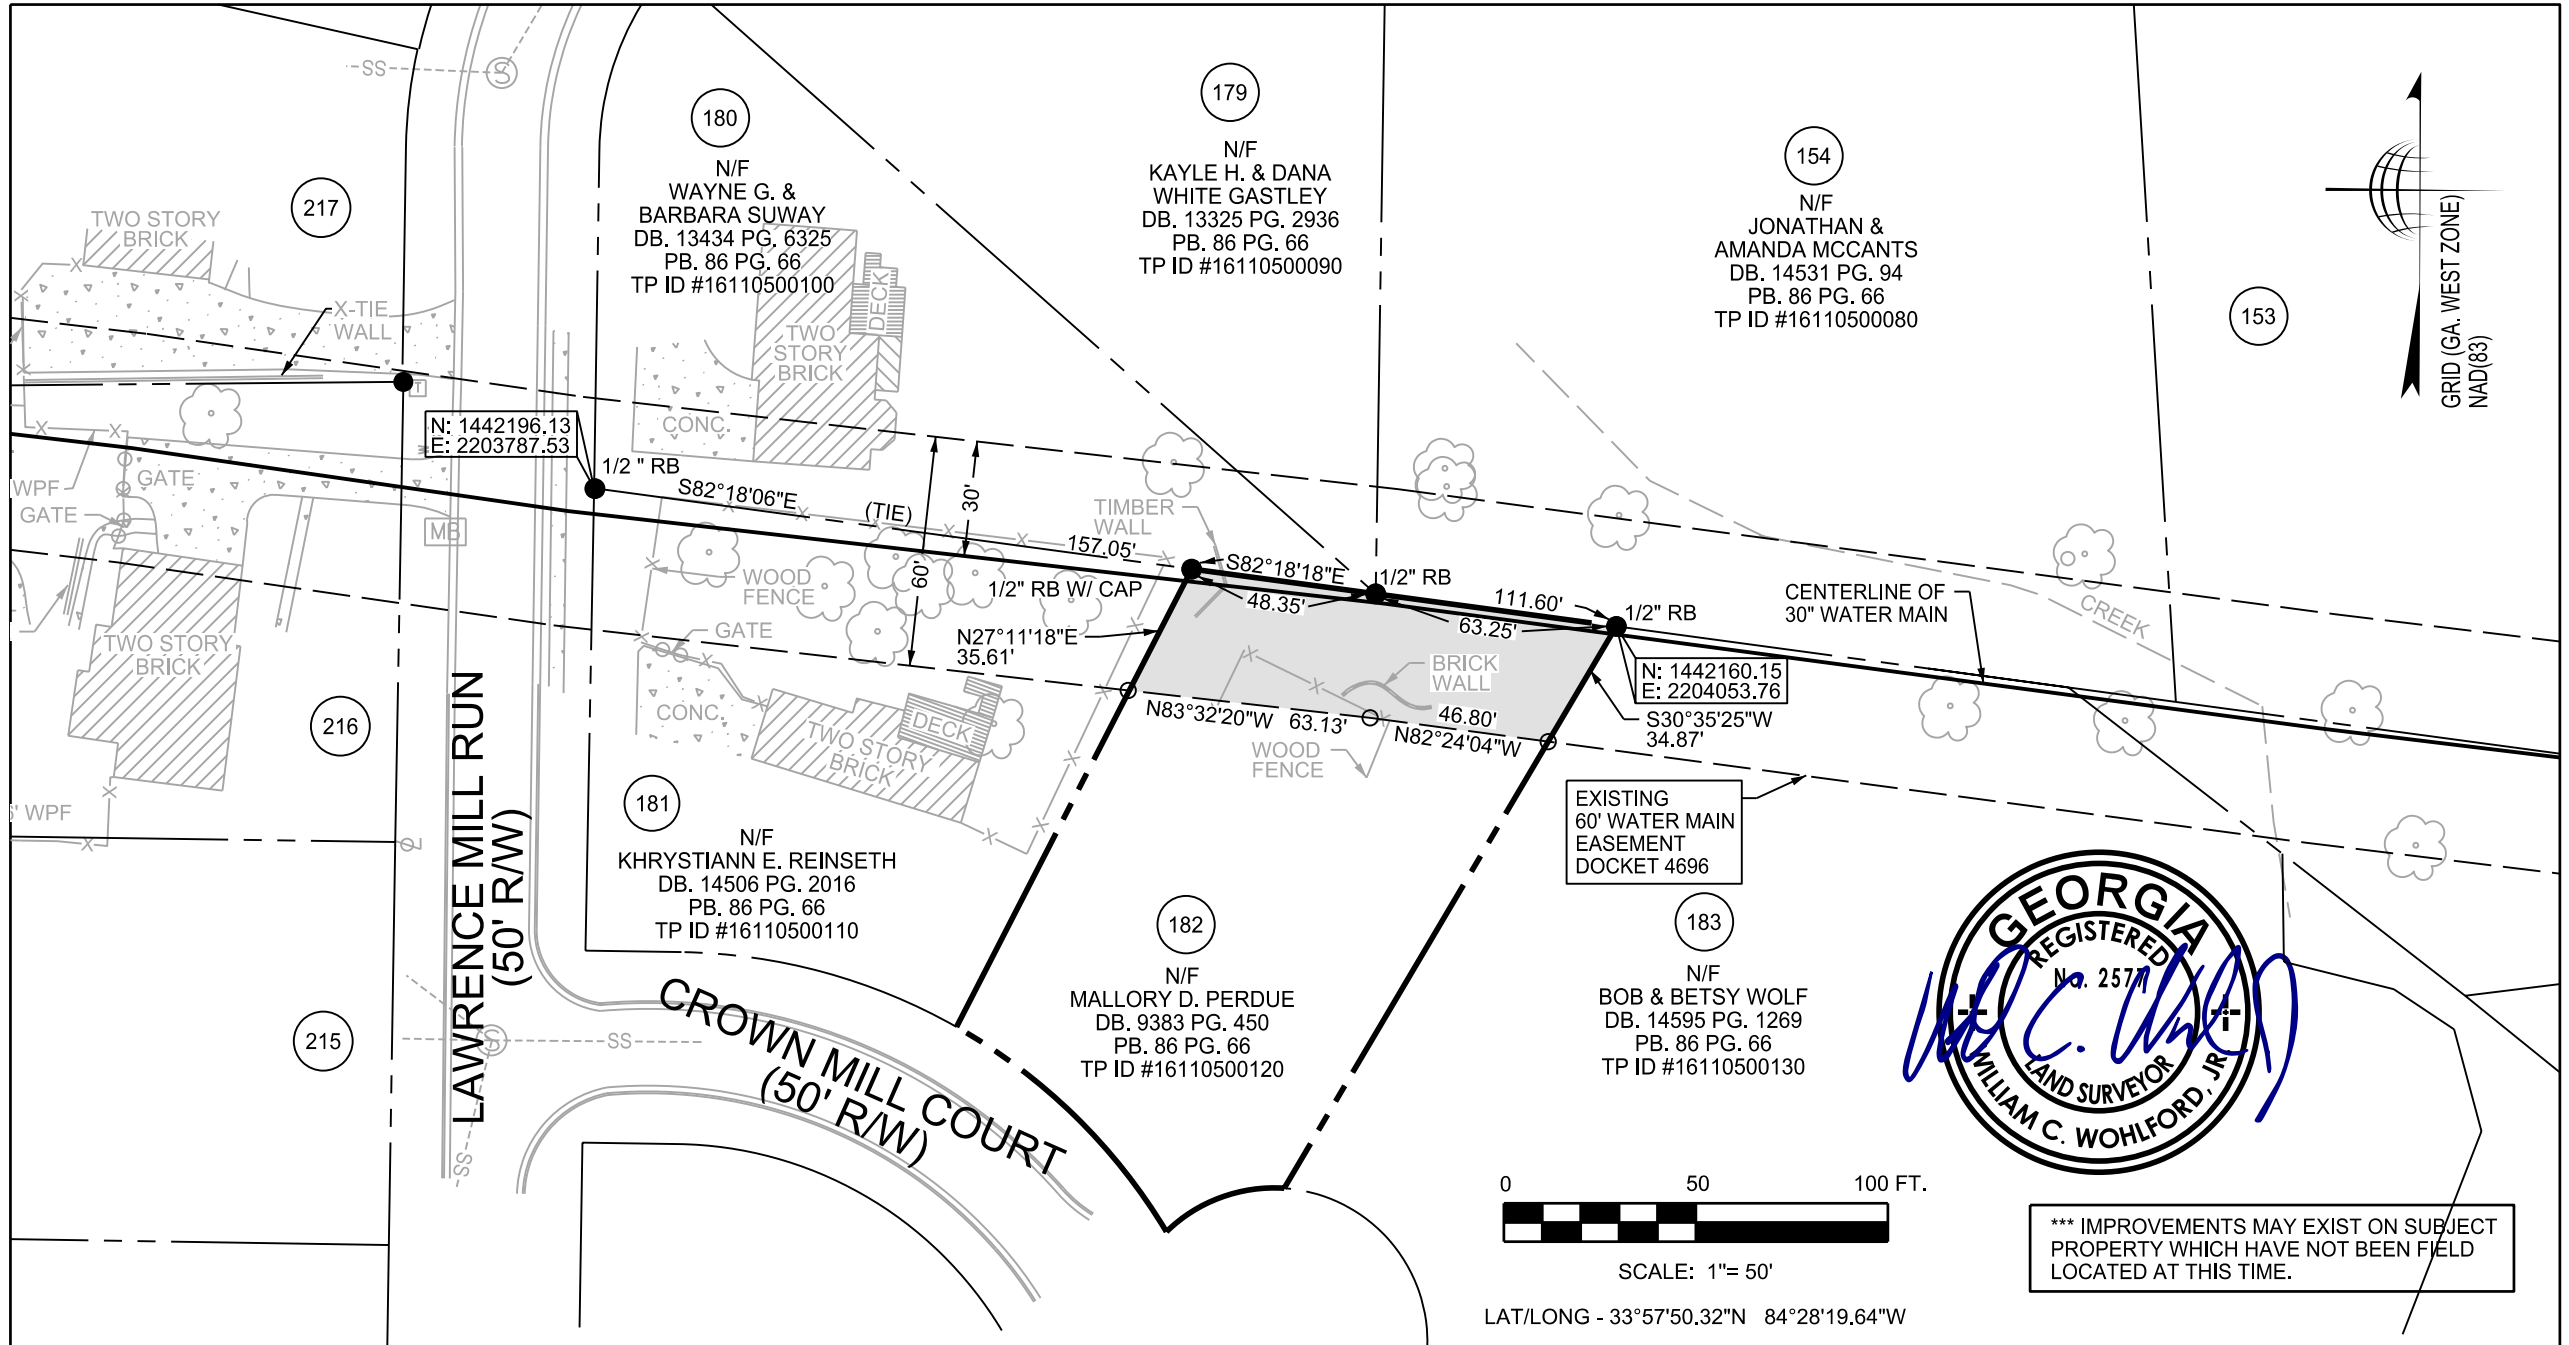 SS
S
180
N/F
WAYNE G. &
BARBARA SUWAY
DB. 13434 PG. 6325
PB. 86 PG. 66
TP ID #16110500100
179
N/F
KAYLE H. & DANA
WHITE GASTLEY
DB. 13325 PG. 2936
PB. 86 PG. 66
TP ID #16110500090
154
N/F
JONATHAN &
AMANDA MCCANTS
DB. 14531 PG. 94
PB. 86 PG. 66
TP ID #16110500080
153
GRID (GA. WEST ZONE)
NAD(83)
217
TWO STORY
BRICK
X-TIE
WALL
T
DECK
TWO
STORY
BRICK
CONC.
N: 1442196.13
E: 2203787.53
1/2 " RB
S82°18'06"E
(TIE)
157.05'
30'
60'
WPF
GATE
GATE
MB
TIMBER
WALL
WOOD
FENCE
1/2" RB W/ CAP
S82°18'18"E
48.35'
1/2" RB
111.60'
63.25'
1/2" RB
CENTERLINE OF
30" WATER MAIN
CREEK
N27°11'18"E
35.61'
GATE
BRICK
WALL
N: 1442160.15
E: 2204053.76
S30°35'25"W
34.87'
N83°32'20"W 63.13'
46.80'
N82°24'04"W
WOOD
FENCE
TWO STORY
BRICK
CONC.
DECK
TWO STORY
BRICK
216
' WPF
EXISTING
60' WATER MAIN
EASEMENT
DOCKET 4696
181
N/F
KHRYSTIANN E. REINSETH
DB. 14506 PG. 2016
PB. 86 PG. 66
TP ID #16110500110
LAWRENCE MILL RUN
(50' R/W)
182
N/F
MALLORY D. PERDUE
DB. 9383 PG. 450
PB. 86 PG. 66
TP ID #16110500120
183
N/F
BOB & BETSY WOLF
DB. 14595 PG. 1269
PB. 86 PG. 66
TP ID #16110500130
GEORGIA
REGISTERED
No. 2577
LAND SURVEYOR
WILLIAM C. WOHLFORD, JR.
215
S
SS
SS
CROWN MILL COURT
(50' R/W)
0 50 100 FT.
SCALE: 1"= 50'
LAT/LONG - 33°57'50.32"N 84°28'19.64"W
*** IMPROVEMENTS MAY EXIST ON SUBJECT
PROPERTY WHICH HAVE NOT BEEN FIELD
LOCATED AT THIS TIME.